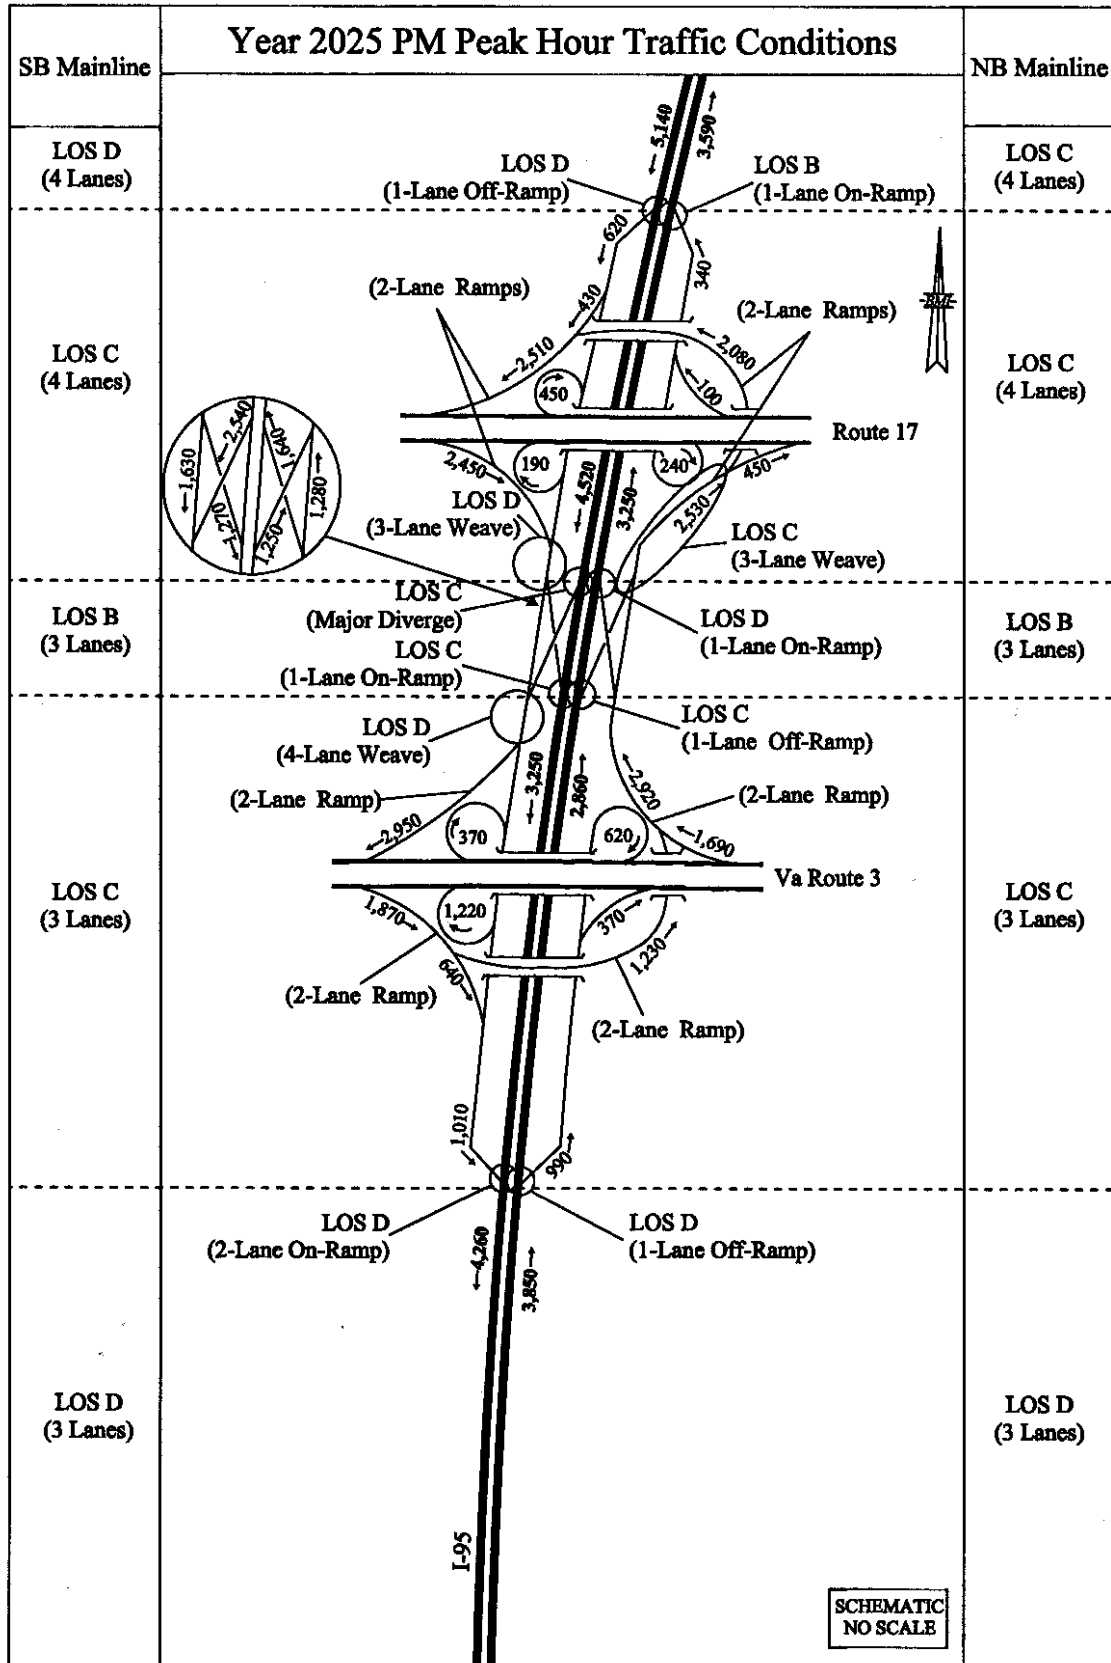 Year 2025 PM Peak Hour Traffic Conditions
SB Mainline
NB Mainline
LOS D
(4 Lanes)
LOS C
(4 Lanes)
LOS B
(3 Lanes)
LOS C
(3 Lanes)
LOS D
(3 Lanes)
5,140
3,590
LOS D
(1-Lane Off-Ramp)
LOS B
(1-Lane On-Ramp)
620
340
(2-Lane Ramps)
430
(2-Lane Ramps)
2,510
2,080
450
100
Route 17
2,450
190
240
450
4,520
3,250
2,530
LOS D
(3-Lane Weave)
LOS C
(3-Lane Weave)
1,630
2,540
1,640
1,280
1,270
1,250
LOS C
(Major Diverge)
LOS D
(1-Lane On-Ramp)
LOS C
(1-Lane On-Ramp)
LOS C
(1-Lane Off-Ramp)
LOS D
(4-Lane Weave)
3,250
2,860
2,920
(2-Lane Ramp)
(2-Lane Ramp)
2,950
370
620
1,690
Va Route 3
1,870
1,220
370
1,230
640
(2-Lane Ramp)
(2-Lane Ramp)
1,010
990
LOS D
(2-Lane On-Ramp)
LOS D
(1-Lane Off-Ramp)
4,260
3,850
I-95
LOS C
(4 Lanes)
LOS C
(4 Lanes)
BMI
LOS B
(3 Lanes)
LOS C
(3 Lanes)
LOS D
(3 Lanes)
SCHEMATIC
NO SCALE